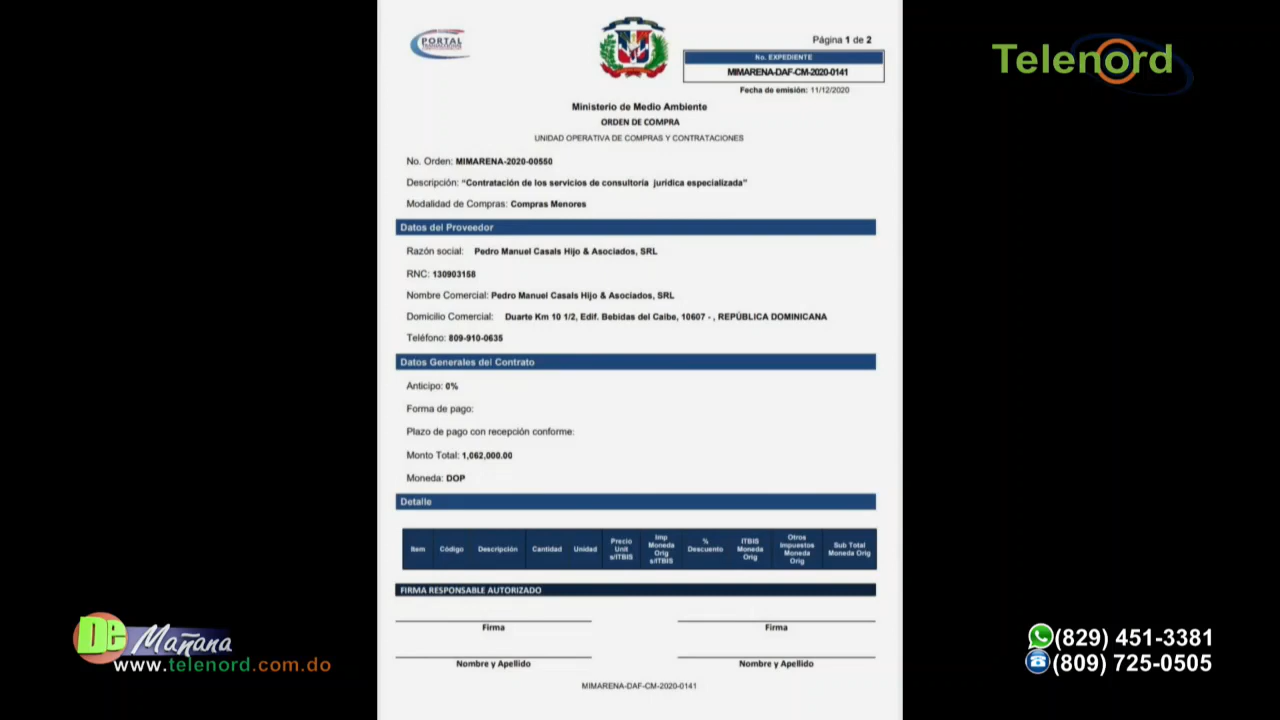 PORTAL
TRANSACCIONAL
Página 1 de 2
No. EXPEDIENTE
MIMARENA-DAF-CM-2020-0141
Fecha de emisión: 11/12/2020
Telenord
Ministerio de Medio Ambiente
ORDEN DE COMPRA
UNIDAD OPERATIVA DE COMPRAS Y CONTRATACIONES
No. Orden: MIMARENA-2020-00550
Descripción: “Contratación de los servicios de consultoría jurídica especializada”
Modalidad de Compras: Compras Menores
Datos del Proveedor
Razón social: Pedro Manuel Casals Hijo & Asociados, SRL
RNC: 130903158
Nombre Comercial: Pedro Manuel Casals Hijo & Asociados, SRL
Domicilio Comercial: Duarte Km 10 1/2, Edif. Bebidas del Caibe, 10607 - , REPÚBLICA DOMINICANA
Teléfono: 809-910-0635
Datos Generales del Contrato
Anticipo: 0%
Forma de pago:
Plazo de pago con recepción conforme:
Monto Total: 1,062,000.00
Moneda: DOP
Detalle
Item Código Descripción Cantidad Unidad Precio Unit s/ITBIS Imp Moneda Orig s/ITBIS % Descuento ITBIS Moneda Orig Otros Impuestos Moneda Orig Sub Total Moneda Orig
FIRMA RESPONSABLE AUTORIZADO
Firma Firma
Nombre y Apellido Nombre y Apellido
MIMARENA-DAF-CM-2020-0141
De Mañana
www.telenord.com.do
(829) 451-3381
(809) 725-0505